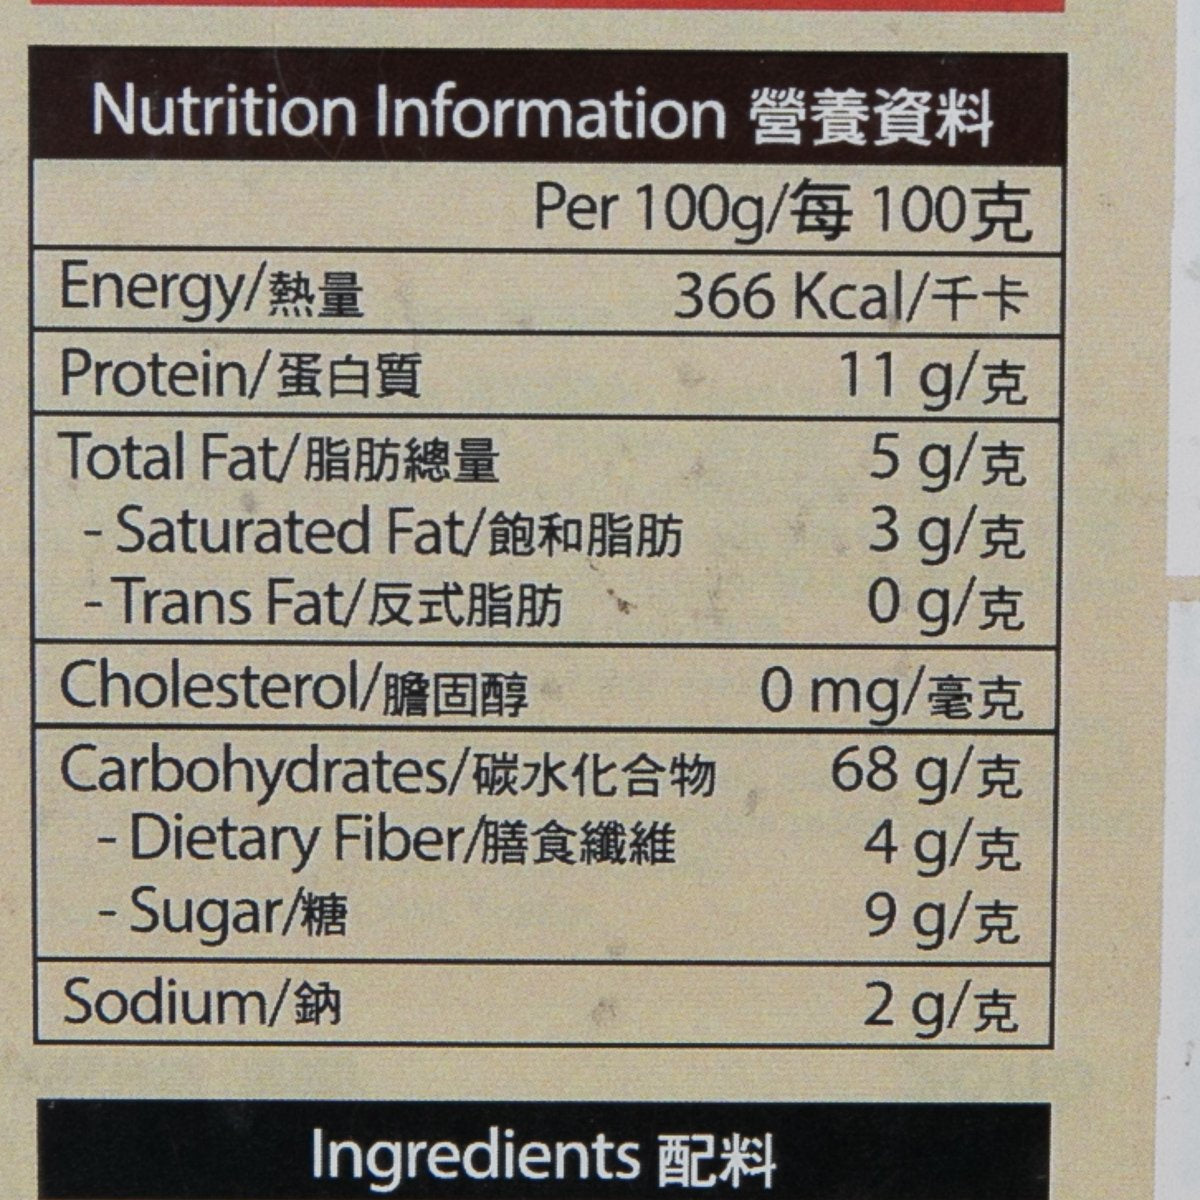 Nutrition Information 營養資料
Per 100g/每 100克
Energy/熱量 366 Kcal/千卡
Protein/蛋白質 11 g/克
Total Fat/脂肪總量 5 g/克
- Saturated Fat/飽和脂肪 3 g/克
- Trans Fat/反式脂肪 0 g/克
Cholesterol/膽固醇 0 mg/毫克
Carbohydrates/碳水化合物 68 g/克
- Dietary Fiber/膳食纖維 4 g/克
- Sugar/糖 9 g/克
Sodium/鈉 2 g/克
Ingredients 配料